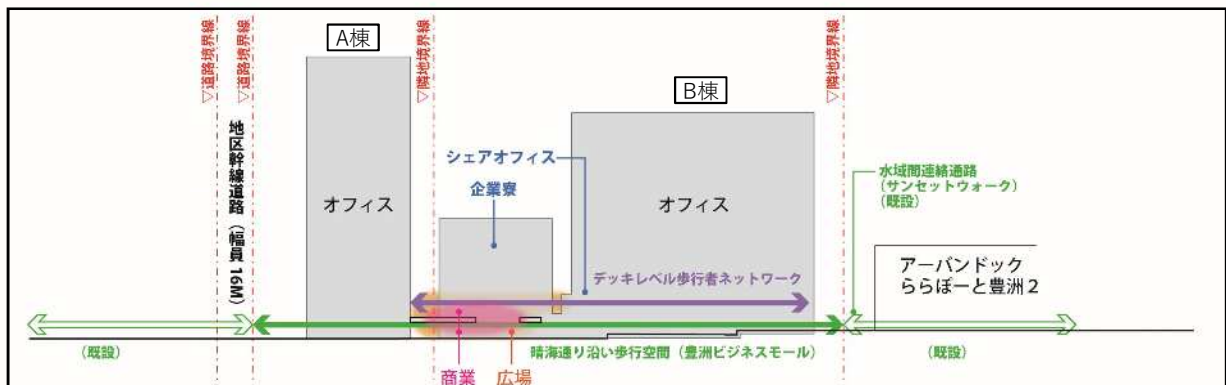 ▽道路境界線
▽道路境界線
A棟
▽隣地境界線
B棟
▽隣地境界線
地区幹線道路（幅員 16M）
シェアオフィス
企業寮
オフィス
オフィス
水域間連絡通路
(サンセットウォーク)
(既設)
デッキレベル歩行者ネットワーク
アーバンドック
ららぽーと豊洲２
(既設)
晴海通り沿い歩行空間（豊洲ビジネスモール）
(既設)
商業
広場